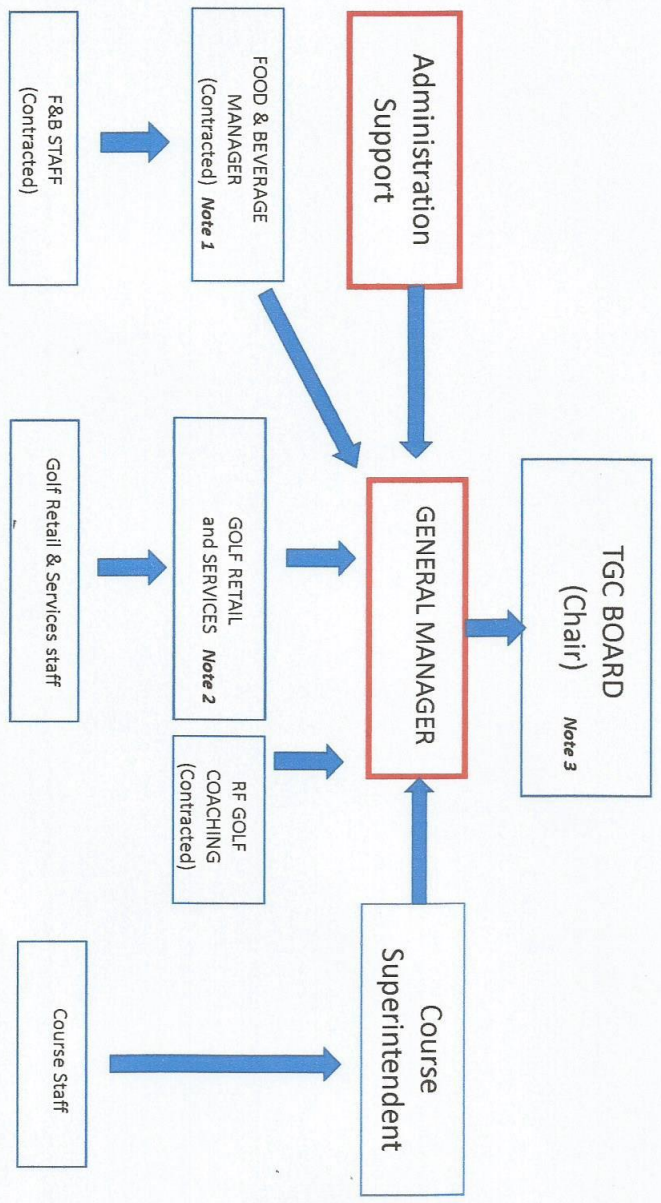 TGC BOARD
(Chair) Note 3
Administration
Support
GENERAL MANAGER
Course
Superintendent
FOOD & BEVERAGE
MANAGER
(Contracted) Note 1
GOLF RETAIL
and SERVICES Note 2
RF GOLF
COACHING
(Contracted)
F&B STAFF
(Contracted)
Golf Retail & Services staff
Course Staff